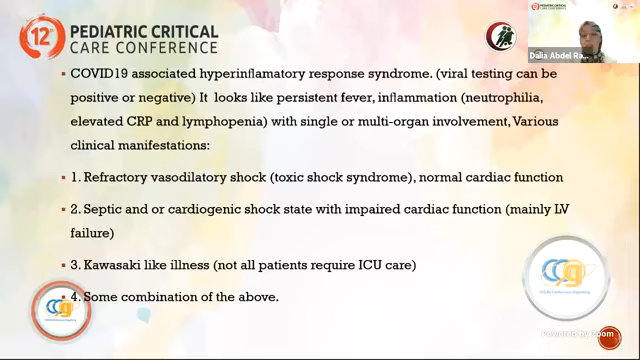 12th PEDIATRIC CRITICAL
CARE CONFERENCE
Dalia Abdel Ra...
COVID19 associated hyperinflamatory response syndrome. (viral testing can be
positive or negative) It looks like persistent fever, inflammation (neutrophilia,
elevated CRP and lymphopenia) with single or multi-organ involvement, Various
clinical manifestations:
1. Refractory vasodilatory shock (toxic shock syndrome), normal cardiac function
2. Septic and or cardiogenic shock state with impaired cardiac function (mainly LV
failure)
3. Kawasaki like illness (not all patients require ICU care)
4. Some combination of the above.
Powered by Zoom